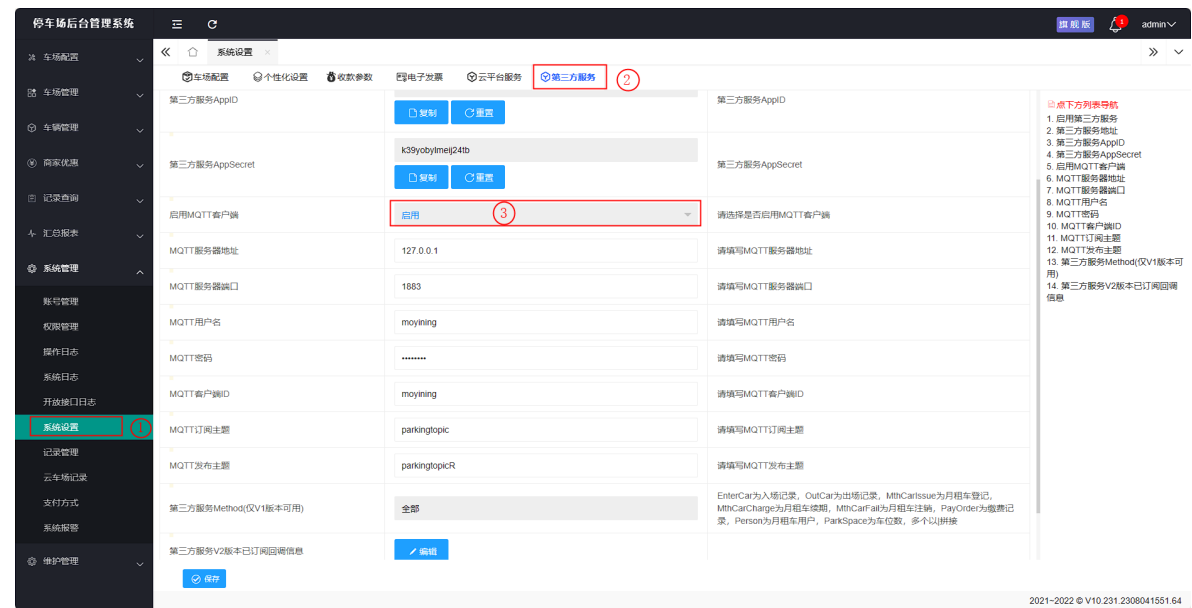 停车场后台管理系统
旗舰版
1
admin
系统设置
车场配置
个性化设置
收款参数
电子发票
云平台服务
第三方服务
②
车场配置
车场管理
车辆管理
商家优惠
记录查询
汇总报表
系统管理
账号管理
权限管理
操作日志
系统日志
开放接口日志
系统设置
①
记录管理
云车场记录
支付方式
系统报警
维护管理
第三方服务AppID
复制
重置
第三方服务AppID
第三方服务AppSecret
k39yobylmeij24tb
复制
重置
第三方服务AppSecret
启用MQTT客户端
启用
③
请选择是否启用MQTT客户端
MQTT服务器地址
127.0.0.1
请填写MQTT服务器地址
MQTT服务器端口
1883
请填写MQTT服务器端口
MQTT用户名
moyining
请填写MQTT用户名
MQTT密码
••••••••
请填写MQTT密码
MQTT客户端ID
moyining
请填写MQTT客户端ID
MQTT订阅主题
parkingtopic
请填写MQTT订阅主题
MQTT发布主题
parkingtopicR
请填写MQTT发布主题
第三方服务Method(仅V1版本可用)
全部
EnterCar为入场记录，OutCar为出场记录，MthCarIssue为月租车登记，
MthCarCharge为月租车续期，MthCarFail为月租车注销，PayOrder为缴费记
录，Person为月租车用户，ParkSpace为车位数，多个以|拼接
第三方服务V2版本已订阅回调信息
编辑
保存
点下方列表导航
1. 启用第三方服务
2. 第三方服务地址
3. 第三方服务AppID
4. 第三方服务AppSecret
5. 启用MQTT客户端
6. MQTT服务器地址
7. MQTT服务器端口
8. MQTT用户名
9. MQTT密码
10. MQTT客户端ID
11. MQTT订阅主题
12. MQTT发布主题
13. 第三方服务Method(仅V1版本可
用)
14. 第三方服务V2版本已订阅回调
信息
2021~2022 © V10.231.2308041551.64